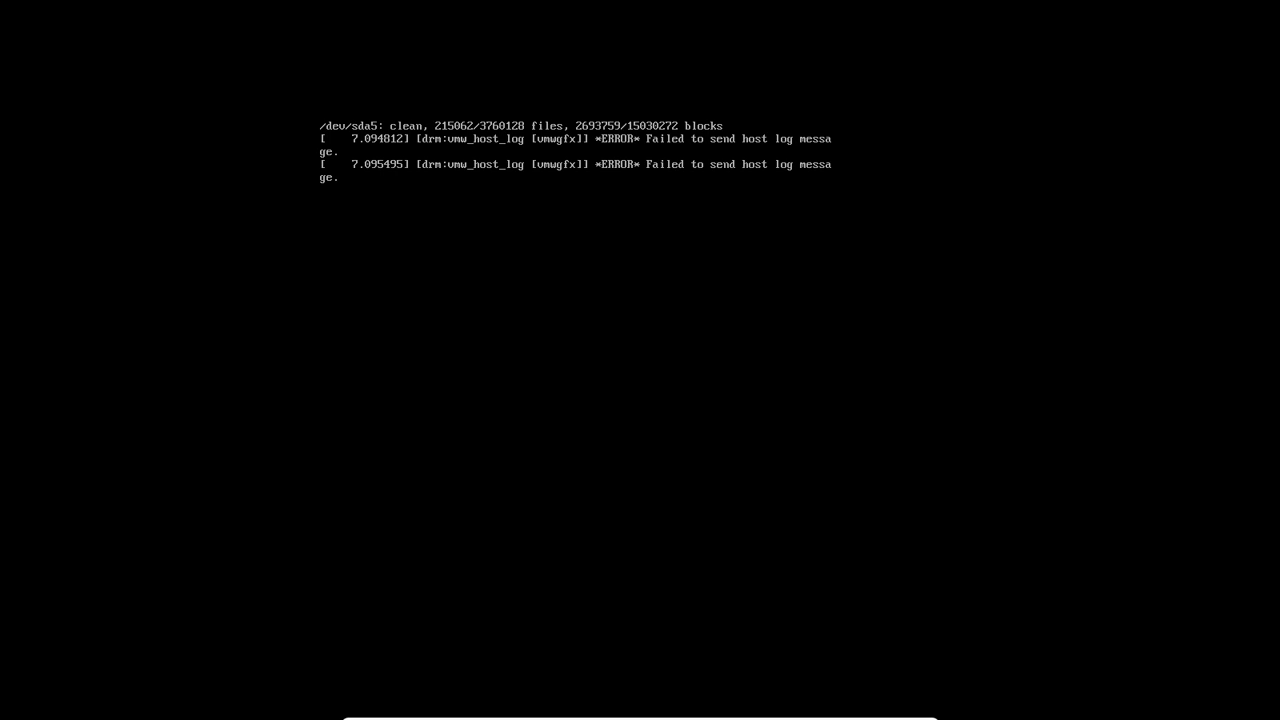 /dev/sda5: clean, 215062/3760128 files, 2693759/15030272 blocks
[    7.094812] [drm:vmw_host_log [vmwgfx]] *ERROR* Failed to send host log messa
ge.
[    7.095495] [drm:vmw_host_log [vmwgfx]] *ERROR* Failed to send host log messa
ge.